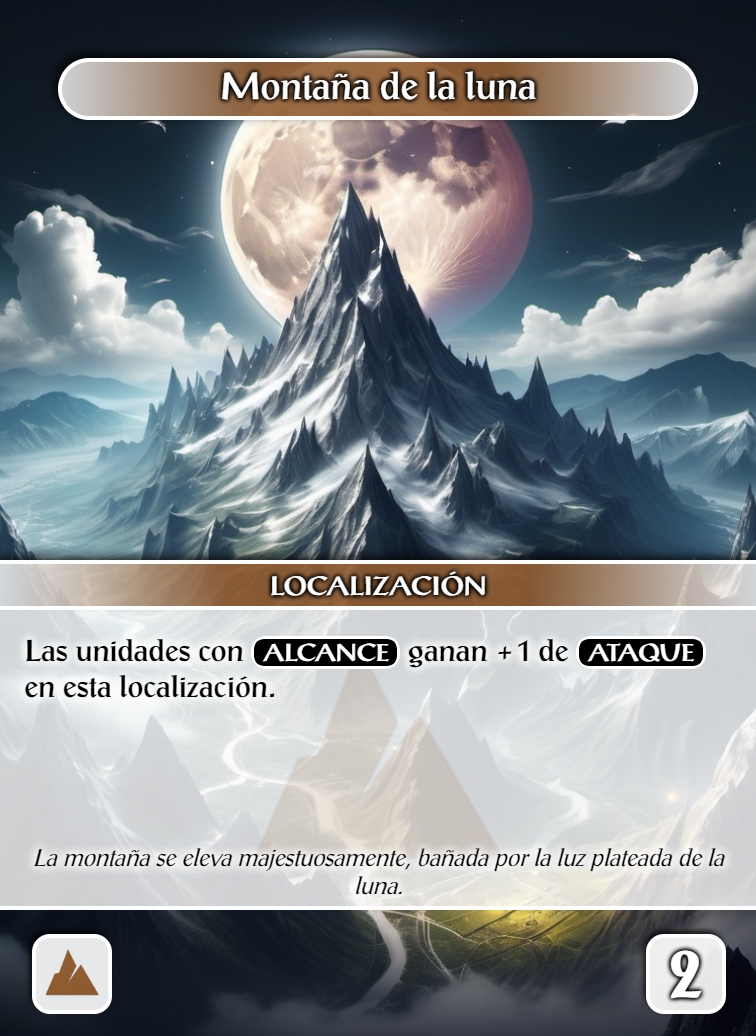 Montaña de la luna
LOCALIZACIÓN
Las unidades con ALCANCE ganan +1 de ATAQUE
en esta localización.
La montaña se eleva majestuosamente, bañada por la luz plateada de la
luna.
2